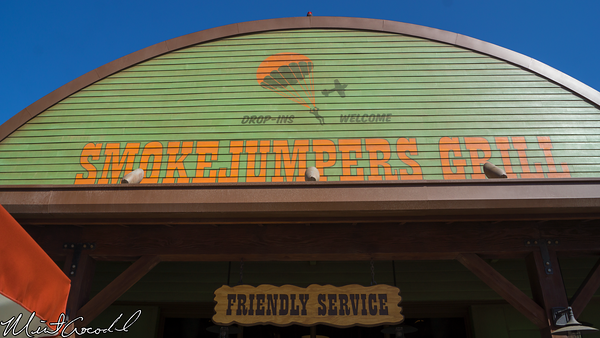 DROP-INS WELCOME
SMOKEJUMPERS GRILL
FRIENDLY SERVICE